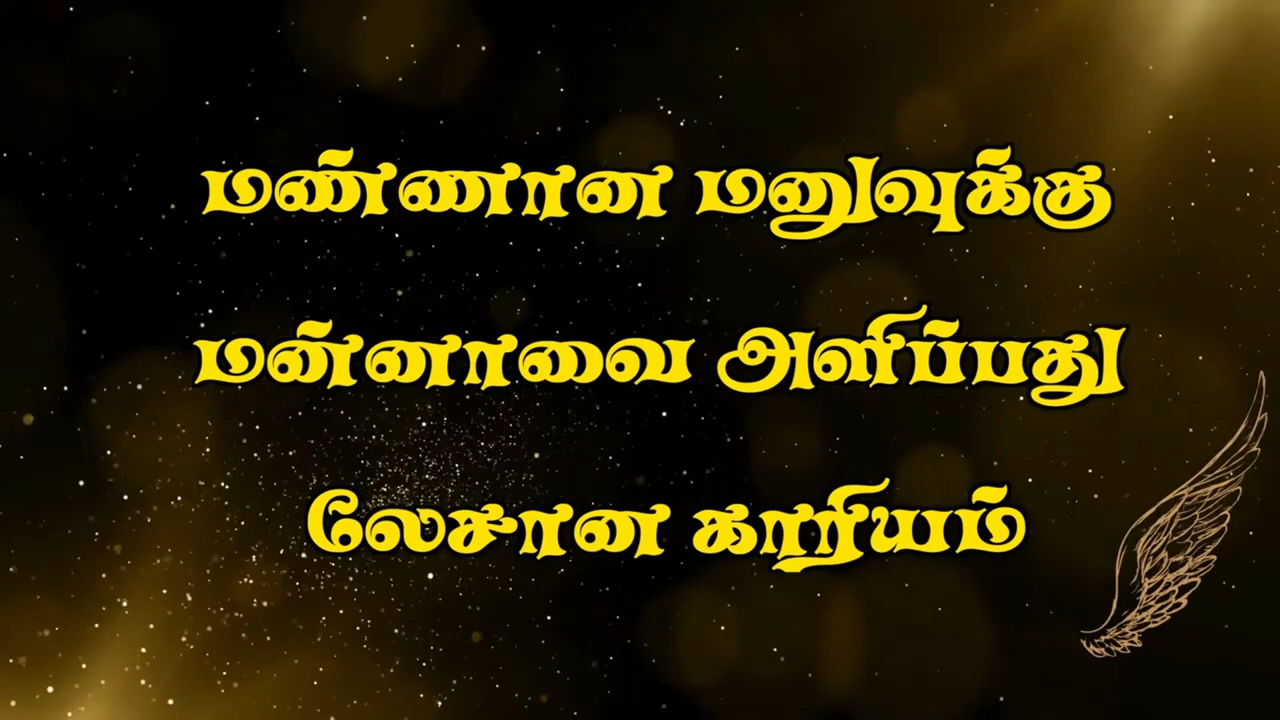 மண்ணான மனுவுக்கு
மன்னாவை அளிப்பது
லேசான காரியம்